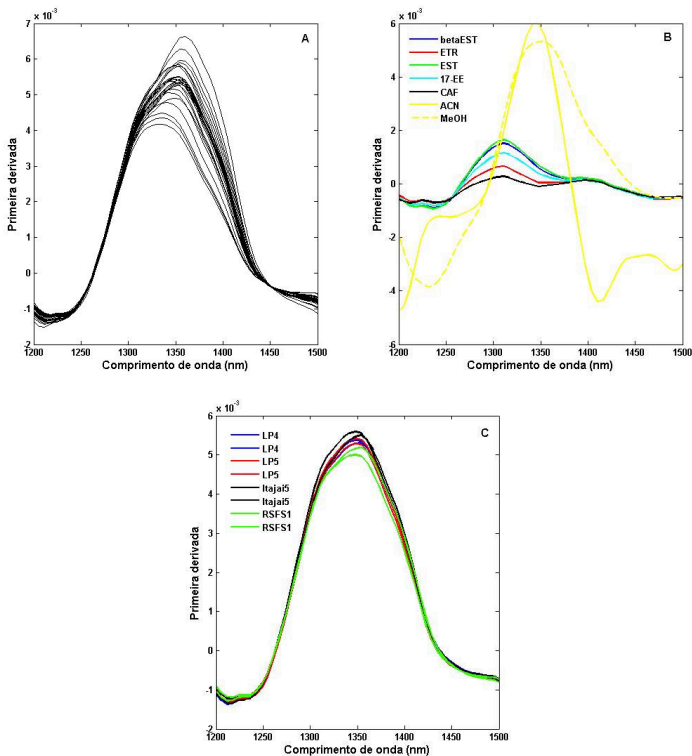 x 10⁻³
A
7
6
5
4
3
2
1
0
-1
-2
Primeira derivada
1200 1250 1300 1350 1400 1450 1500
Comprimento de onda (nm)
x 10⁻³
B
betaEST
ETR
EST
17-EE
CAF
ACN
MeOH
6
4
2
0
-2
-4
-6
Primeira derivada
1200 1250 1300 1350 1400 1450 1500
Comprimento de onda (nm)
x 10⁻³
C
LP4
LP4
LP5
LP5
Itajai5
Itajai5
RSFS1
RSFS1
6
5
4
3
2
1
0
-1
-2
Primeira derivada
1200 1250 1300 1350 1400 1450 1500
Comprimento de onda (nm)